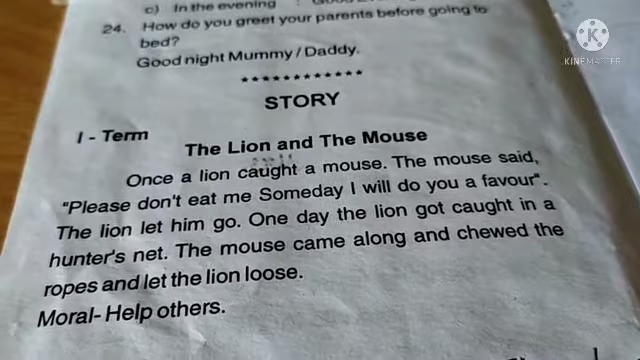 c) In the evening :
24. How do you greet your parents before going to
bed?
Good night Mummy / Daddy.
************
STORY
I - Term
The Lion and The Mouse
Once a lion caught a mouse. The mouse said,
"Please don't eat me Someday I will do you a favour".
The lion let him go. One day the lion got caught in a
hunter's net. The mouse came along and chewed the
ropes and let the lion loose.
Moral- Help others.
K
KINEMASTER